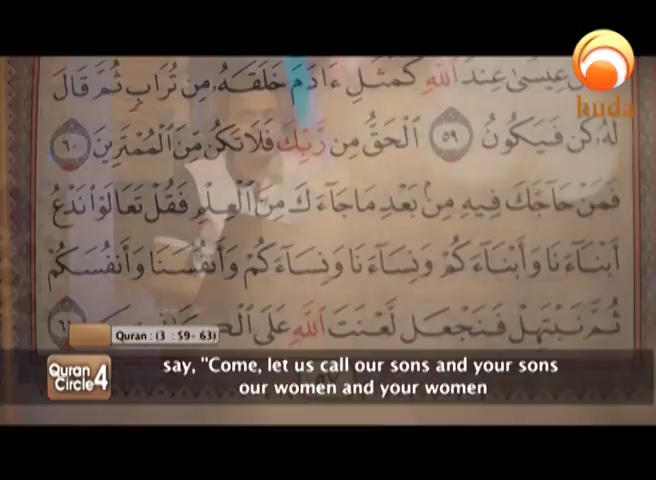 عِيسَىٰ عِندَ ٱللَّهِ كَمَثَلِ ءَادَمَ خَلَقَهُۥ مِن تُرَابٍ ثُمَّ قَالَ
لَهُۥ كُن فَيَكُونُ ٥٩ ٱلْحَقُّ مِن رَّبِّكَ فَلَا تَكُن مِّنَ ٱلْمُمْتَرِينَ ٦٠
فَمَنْ حَآجَّكَ فِيهِ مِنۢ بَعْدِ مَا جَآءَكَ مِنَ ٱلْعِلْمِ فَقُلْ تَعَالَوْا۟ نَدْعُ
أَبْنَآءَنَا وَأَبْنَآءَكُمْ وَنِسَآءَنَا وَنِسَآءَكُمْ وَأَنفُسَنَا وَأَنفُسَكُمْ
ثُمَّ نَبْتَهِلْ فَنَجْعَل لَّعْنَتَ ٱللَّهِ عَلَى
huda
Quran : (3 : 59- 63)
Quran Circle 4
say, "Come, let us call our sons and your sons
our women and your women